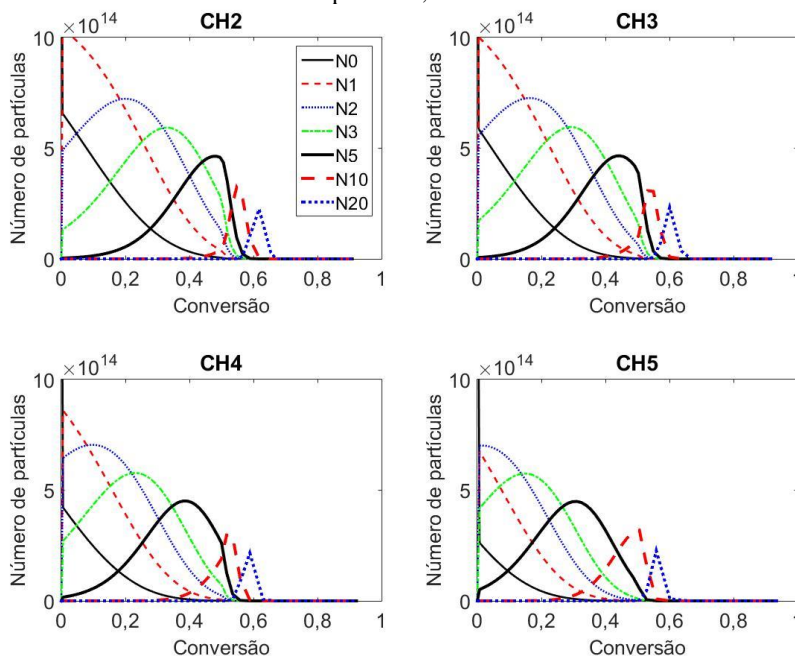 CH2
×10^14
Número de partículas
10
5
0
N0
N1
N2
N3
N5
N10
N20
0 0,2 0,4 0,6 0,8 1
Conversão
CH3
×10^14
Número de partículas
10
5
0
0 0,2 0,4 0,6 0,8 1
Conversão
CH4
×10^14
Número de partículas
10
5
0
0 0,2 0,4 0,6 0,8 1
Conversão
CH5
×10^14
Número de partículas
10
5
0
0 0,2 0,4 0,6 0,8 1
Conversão